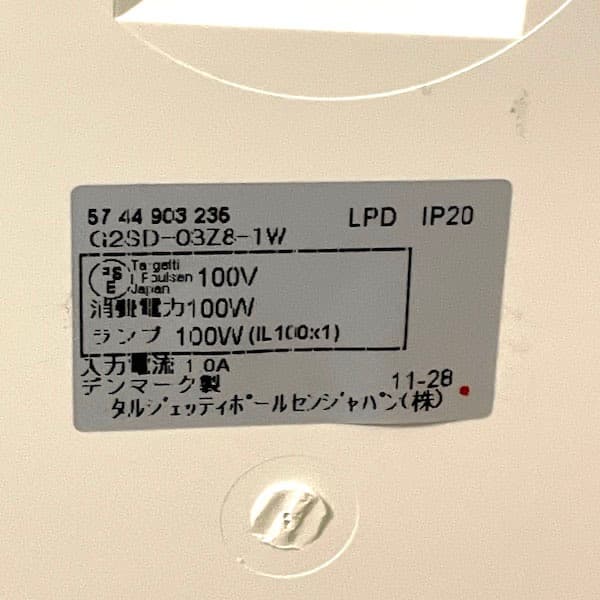 57 44 903 236 LPD IP20
G2SD-03Z8-1W
PSE Targetti Poulsen Japan 100V
消費電力100W
ランプ 100W (IL100x1)
入力電流 1.0A
デンマーク製 11-28
タルジェッティポールセンジャパン(株)